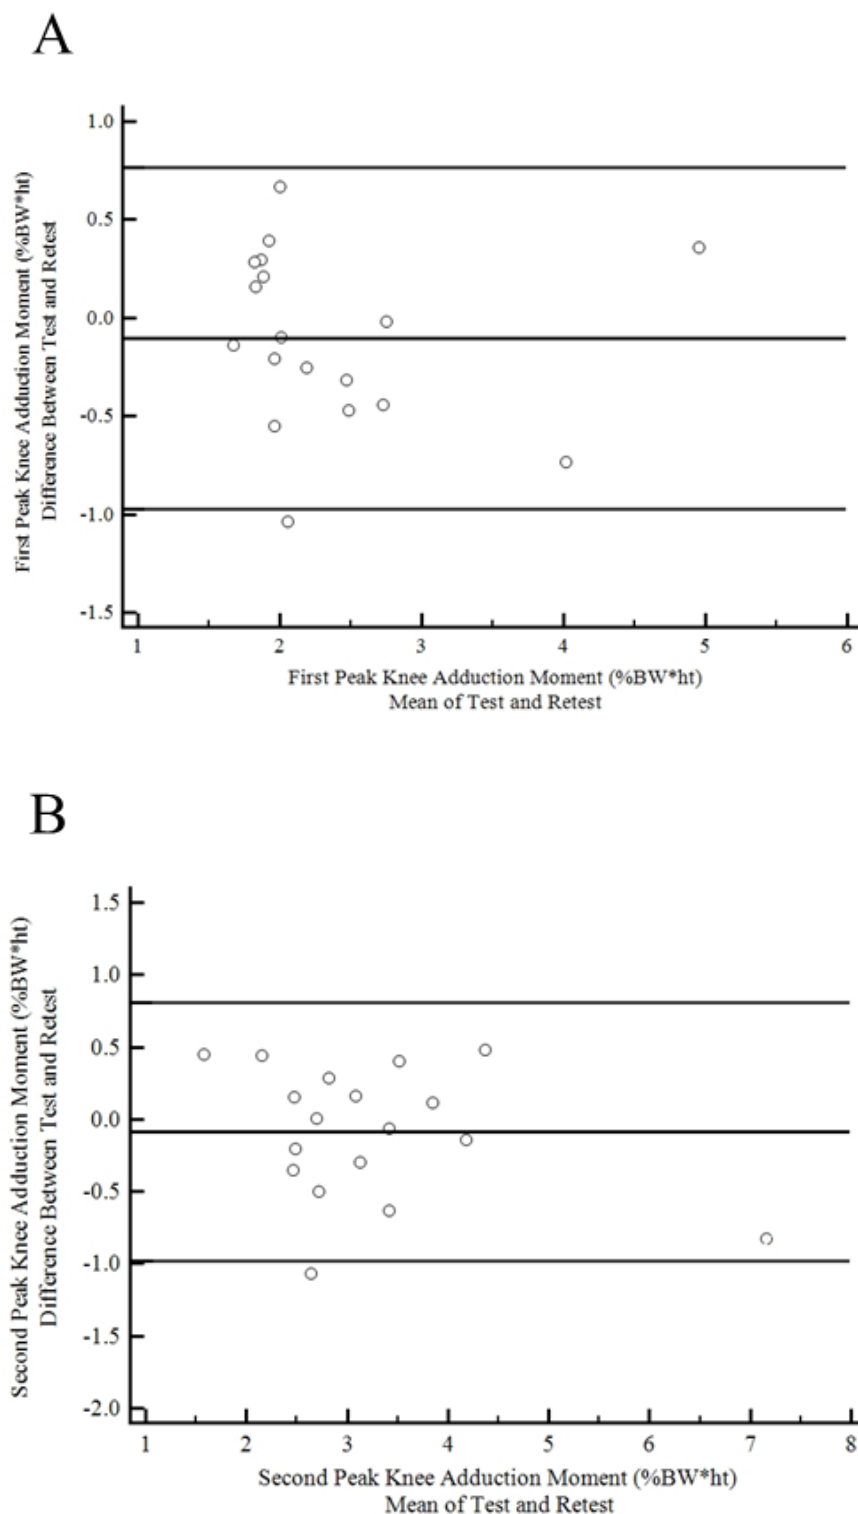 A
First Peak Knee Adduction Moment (%BW*ht)
Difference Between Test and Retest
1.0
0.5
0.0
-0.5
-1.0
-1.5
1 2 3 4 5 6
First Peak Knee Adduction Moment (%BW*ht)
Mean of Test and Retest
B
Second Peak Knee Adduction Moment (%BW*ht)
Difference Between Test and Retest
1.5
1.0
0.5
0.0
-0.5
-1.0
-1.5
-2.0
1 2 3 4 5 6 7 8
Second Peak Knee Adduction Moment (%BW*ht)
Mean of Test and Retest